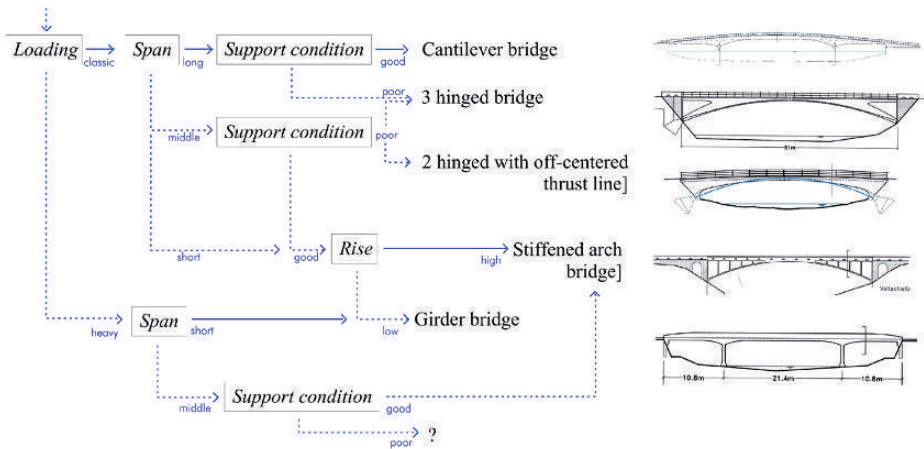 Loading
classic
Span
long
Support condition
good
Cantilever bridge
poor
3 hinged bridge
middle
Support condition
poor
2 hinged with off-centered
thrust line]
51m
short
good
Rise
high
Stiffened arch
bridge]
heavy
Span
short
low
Girder bridge
middle
Support condition
good
poor
?
10.8m
21.4m
10.8m